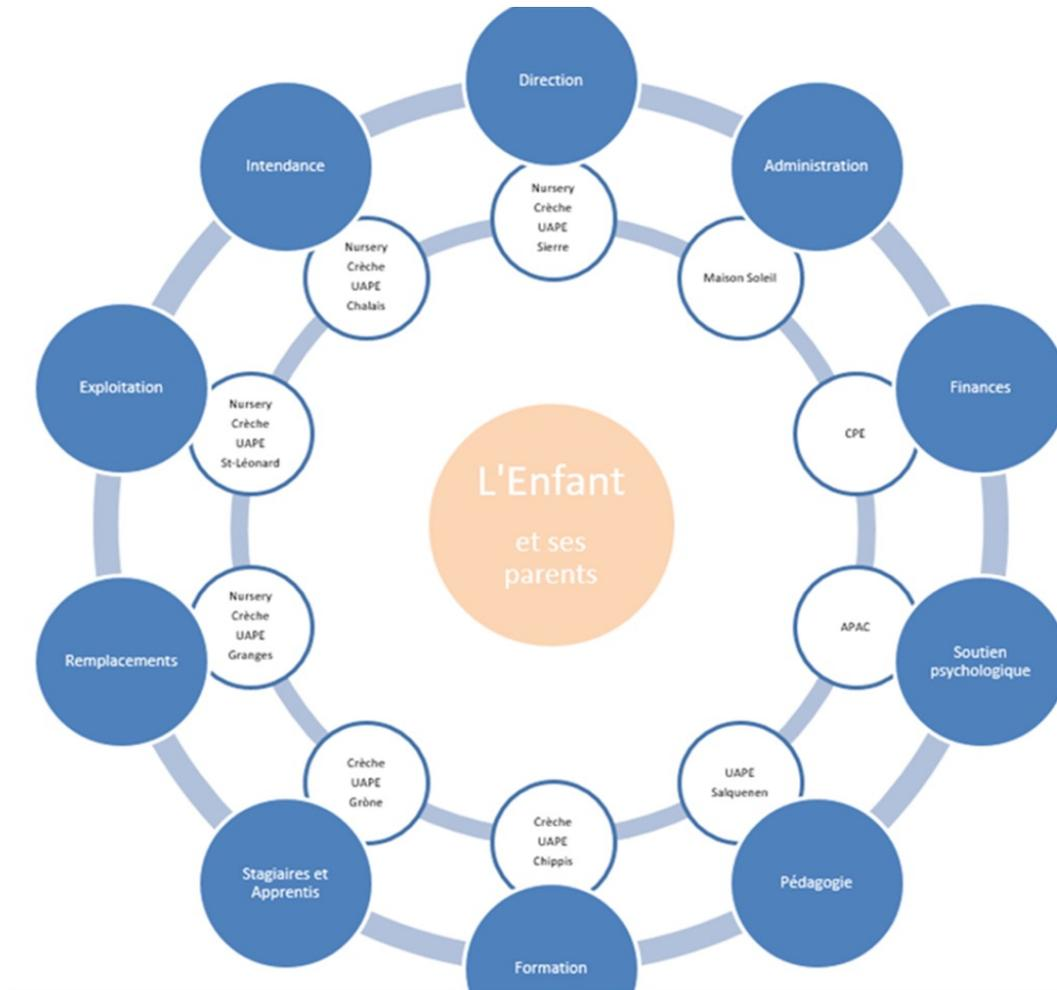 Direction
Administration
Finances
Soutien
psychologique
Pédagogie
Formation
Stagiaires et
Apprentis
Remplacements
Exploitation
Intendance
Nursery
Crèche
UAPE
Sierre
Maison Soleil
CPE
APAC
UAPE
Salquenen
Crèche
UAPE
Chippis
Crèche
UAPE
Grône
Nursery
Crèche
UAPE
Granges
Nursery
Crèche
UAPE
St-Léonard
Nursery
Crèche
UAPE
Chalais
L'Enfant
et ses
parents